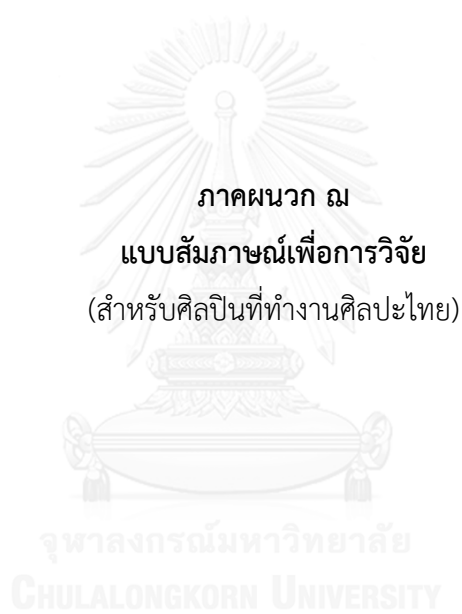 ภาคผนวก ฌ
แบบสัมภาษณ์เพื่อการวิจัย
(สำหรับศิลปินที่ทำงานศิลปะไทย)
จุฬาลงกรณ์มหาวิทยาลัย
CHULALONGKORN UNIVERSITY